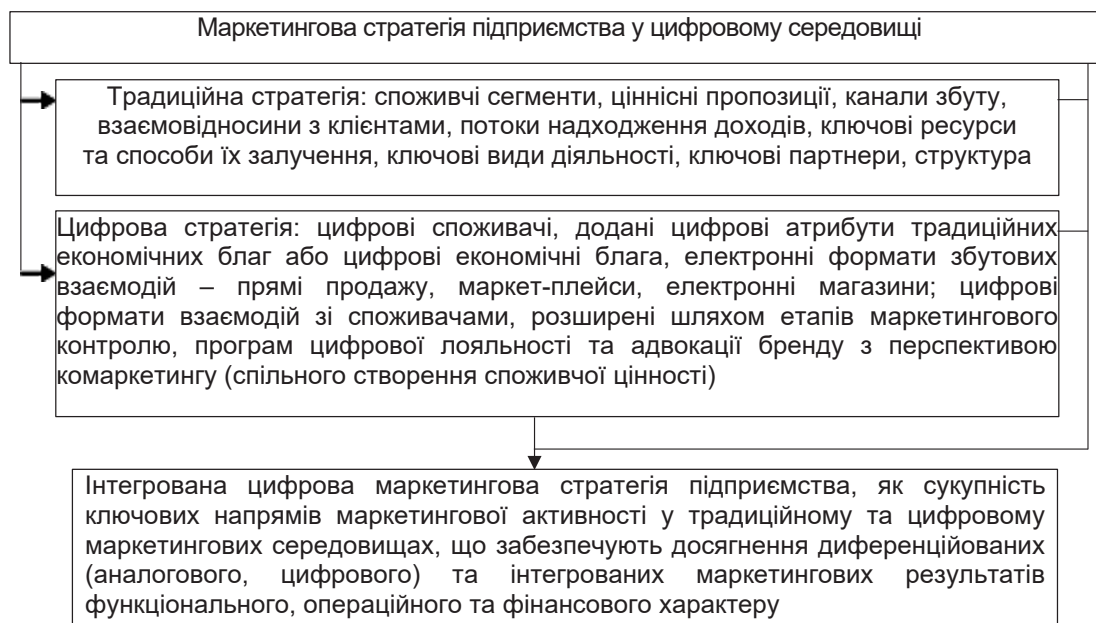 Маркетингова стратегія підприємства у цифровому середовищі
Традиційна стратегія: споживчі сегменти, ціннісні пропозиції, канали збуту,
взаємовідносини з клієнтами, потоки надходження доходів, ключові ресурси
та способи їх залучення, ключові види діяльності, ключові партнери, структура
Цифрова стратегія: цифрові споживачі, додані цифрові атрибути традиційних
економічних благ або цифрові економічні блага, електронні формати збутових
взаємодій – прямі продажу, маркет-плейси, електронні магазини; цифрові
формати взаємодій зі споживачами, розширені шляхом етапів маркетингового
контролю, програм цифрової лояльності та адвокації бренду з перспективою
комаркетингу (спільного створення споживчої цінності)
Інтегрована цифрова маркетингова стратегія підприємства, як сукупність
ключових напрямів маркетингової активності у традиційному та цифровому
маркетингових середовищах, що забезпечують досягнення диференційованих
(аналогового, цифрового) та інтегрованих маркетингових результатів
функціонального, операційного та фінансового характеру